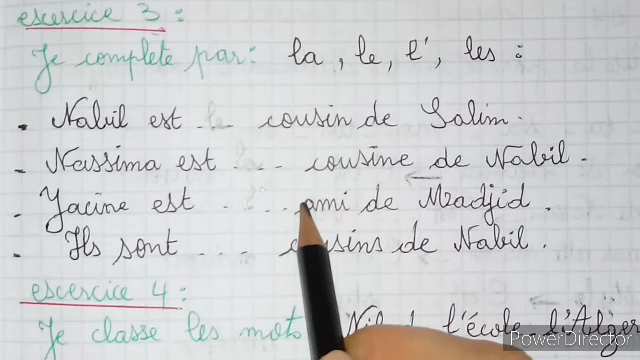 exercice 3 :
Je complète par : la , le , l' , les :
. Nabil est .le. cousin de Salim .
. Nassima est . . . cousine de Nabil .
. Yacine est . . . ami de Madjid .
. Ils sont . . . cousins de Nabil .
exercice 4 :
Je classe les mots l'école d'Alger
PowerDirector